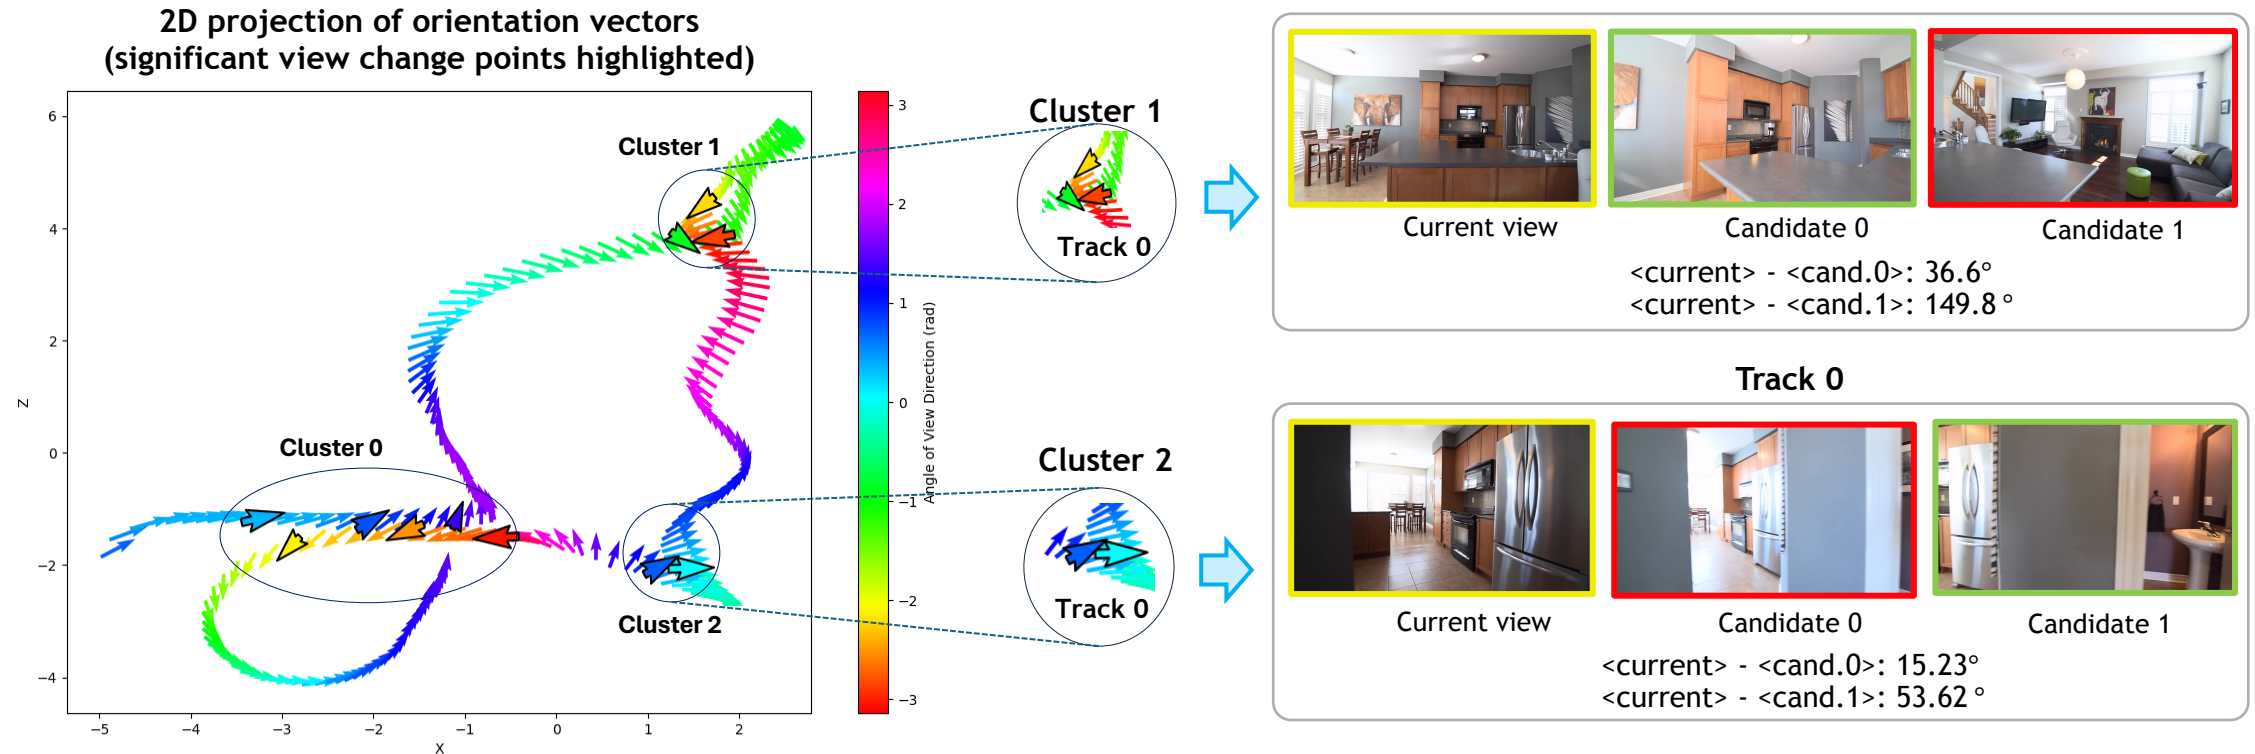 2D projection of orientation vectors
(significant view change points highlighted)
6
4
2
0
−2
−4
Z
−5
−4
−3
−2
−1
0
1
2
X
Cluster 1
Cluster 0
Cluster 2
3
2
1
0
−1
−2
−3
Angle of View Direction (rad)
Cluster 1
Track 0
Cluster 2
Track 0
Current view
Candidate 0
Candidate 1
<current> - <cand.0>: 36.6°
<current> - <cand.1>: 149.8 °
Track 0
Current view
Candidate 0
Candidate 1
<current> - <cand.0>: 15.23°
<current> - <cand.1>: 53.62 °